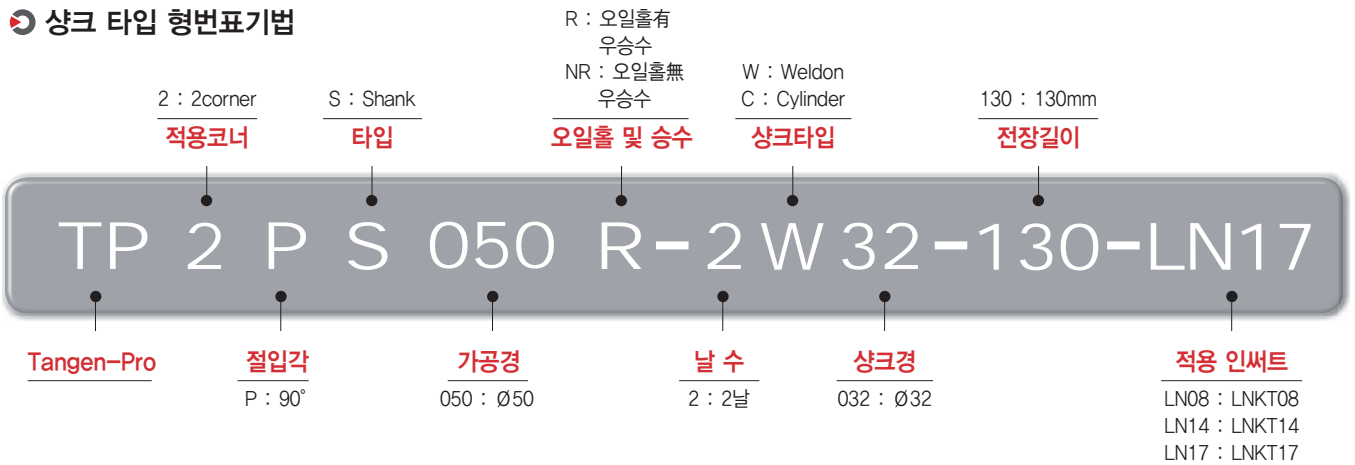 샹크 타입 형번표기법
R : 오일홀有
우승수
NR : 오일홀無
우승수
2 : 2corner
S : Shank
W : Weldon
C : Cylinder
130 : 130mm
적용코너
타입
오일홀 및 승수
샹크타입
전장길이
TP 2 P S 050 R-2 W 32-130-LN17
Tangen-Pro
절입각
가공경
날 수
샹크경
적용 인써트
P : 90°
050 : Ø50
2 : 2날
032 : Ø32
LN08 : LNKT08
LN14 : LNKT14
LN17 : LNKT17